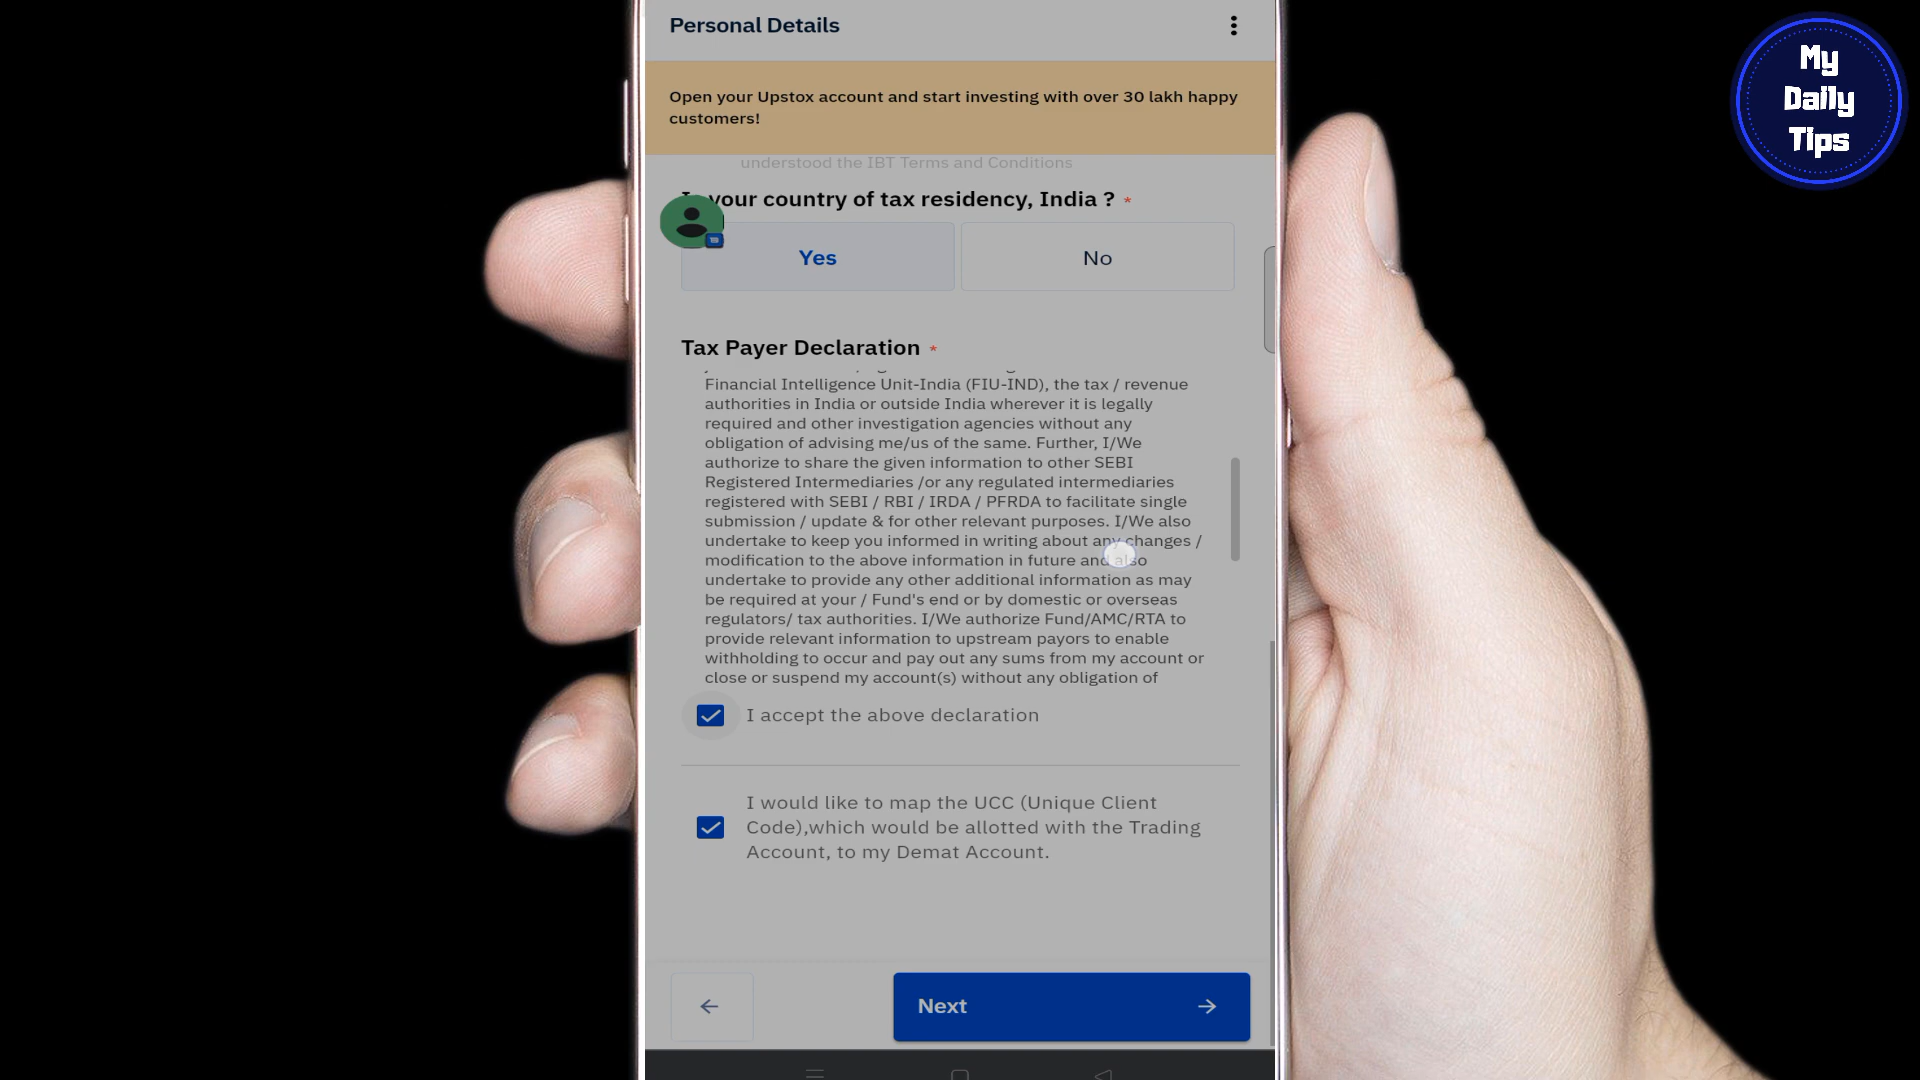 Personal Details
Open your Upstox account and start investing with over 30 lakh happy
customers!
understood the IBT Terms and Conditions
your country of tax residency, India ? *
Yes
No
Tax Payer Declaration *
Financial Intelligence Unit-India (FIU-IND), the tax / revenue
authorities in India or outside India wherever it is legally
required and other investigation agencies without any
obligation of advising me/us of the same. Further, I/We
authorize to share the given information to other SEBI
Registered Intermediaries /or any regulated intermediaries
registered with SEBI / RBI / IRDA / PFRDA to facilitate single
submission / update & for other relevant purposes. I/We also
undertake to keep you informed in writing about any changes /
modification to the above information in future and also
undertake to provide any other additional information as may
be required at your / Fund's end or by domestic or overseas
regulators/ tax authorities. I/We authorize Fund/AMC/RTA to
provide relevant information to upstream payors to enable
withholding to occur and pay out any sums from my account or
close or suspend my account(s) without any obligation of
I accept the above declaration
I would like to map the UCC (Unique Client
Code),which would be allotted with the Trading
Account, to my Demat Account.
Next
My
Daily
Tips